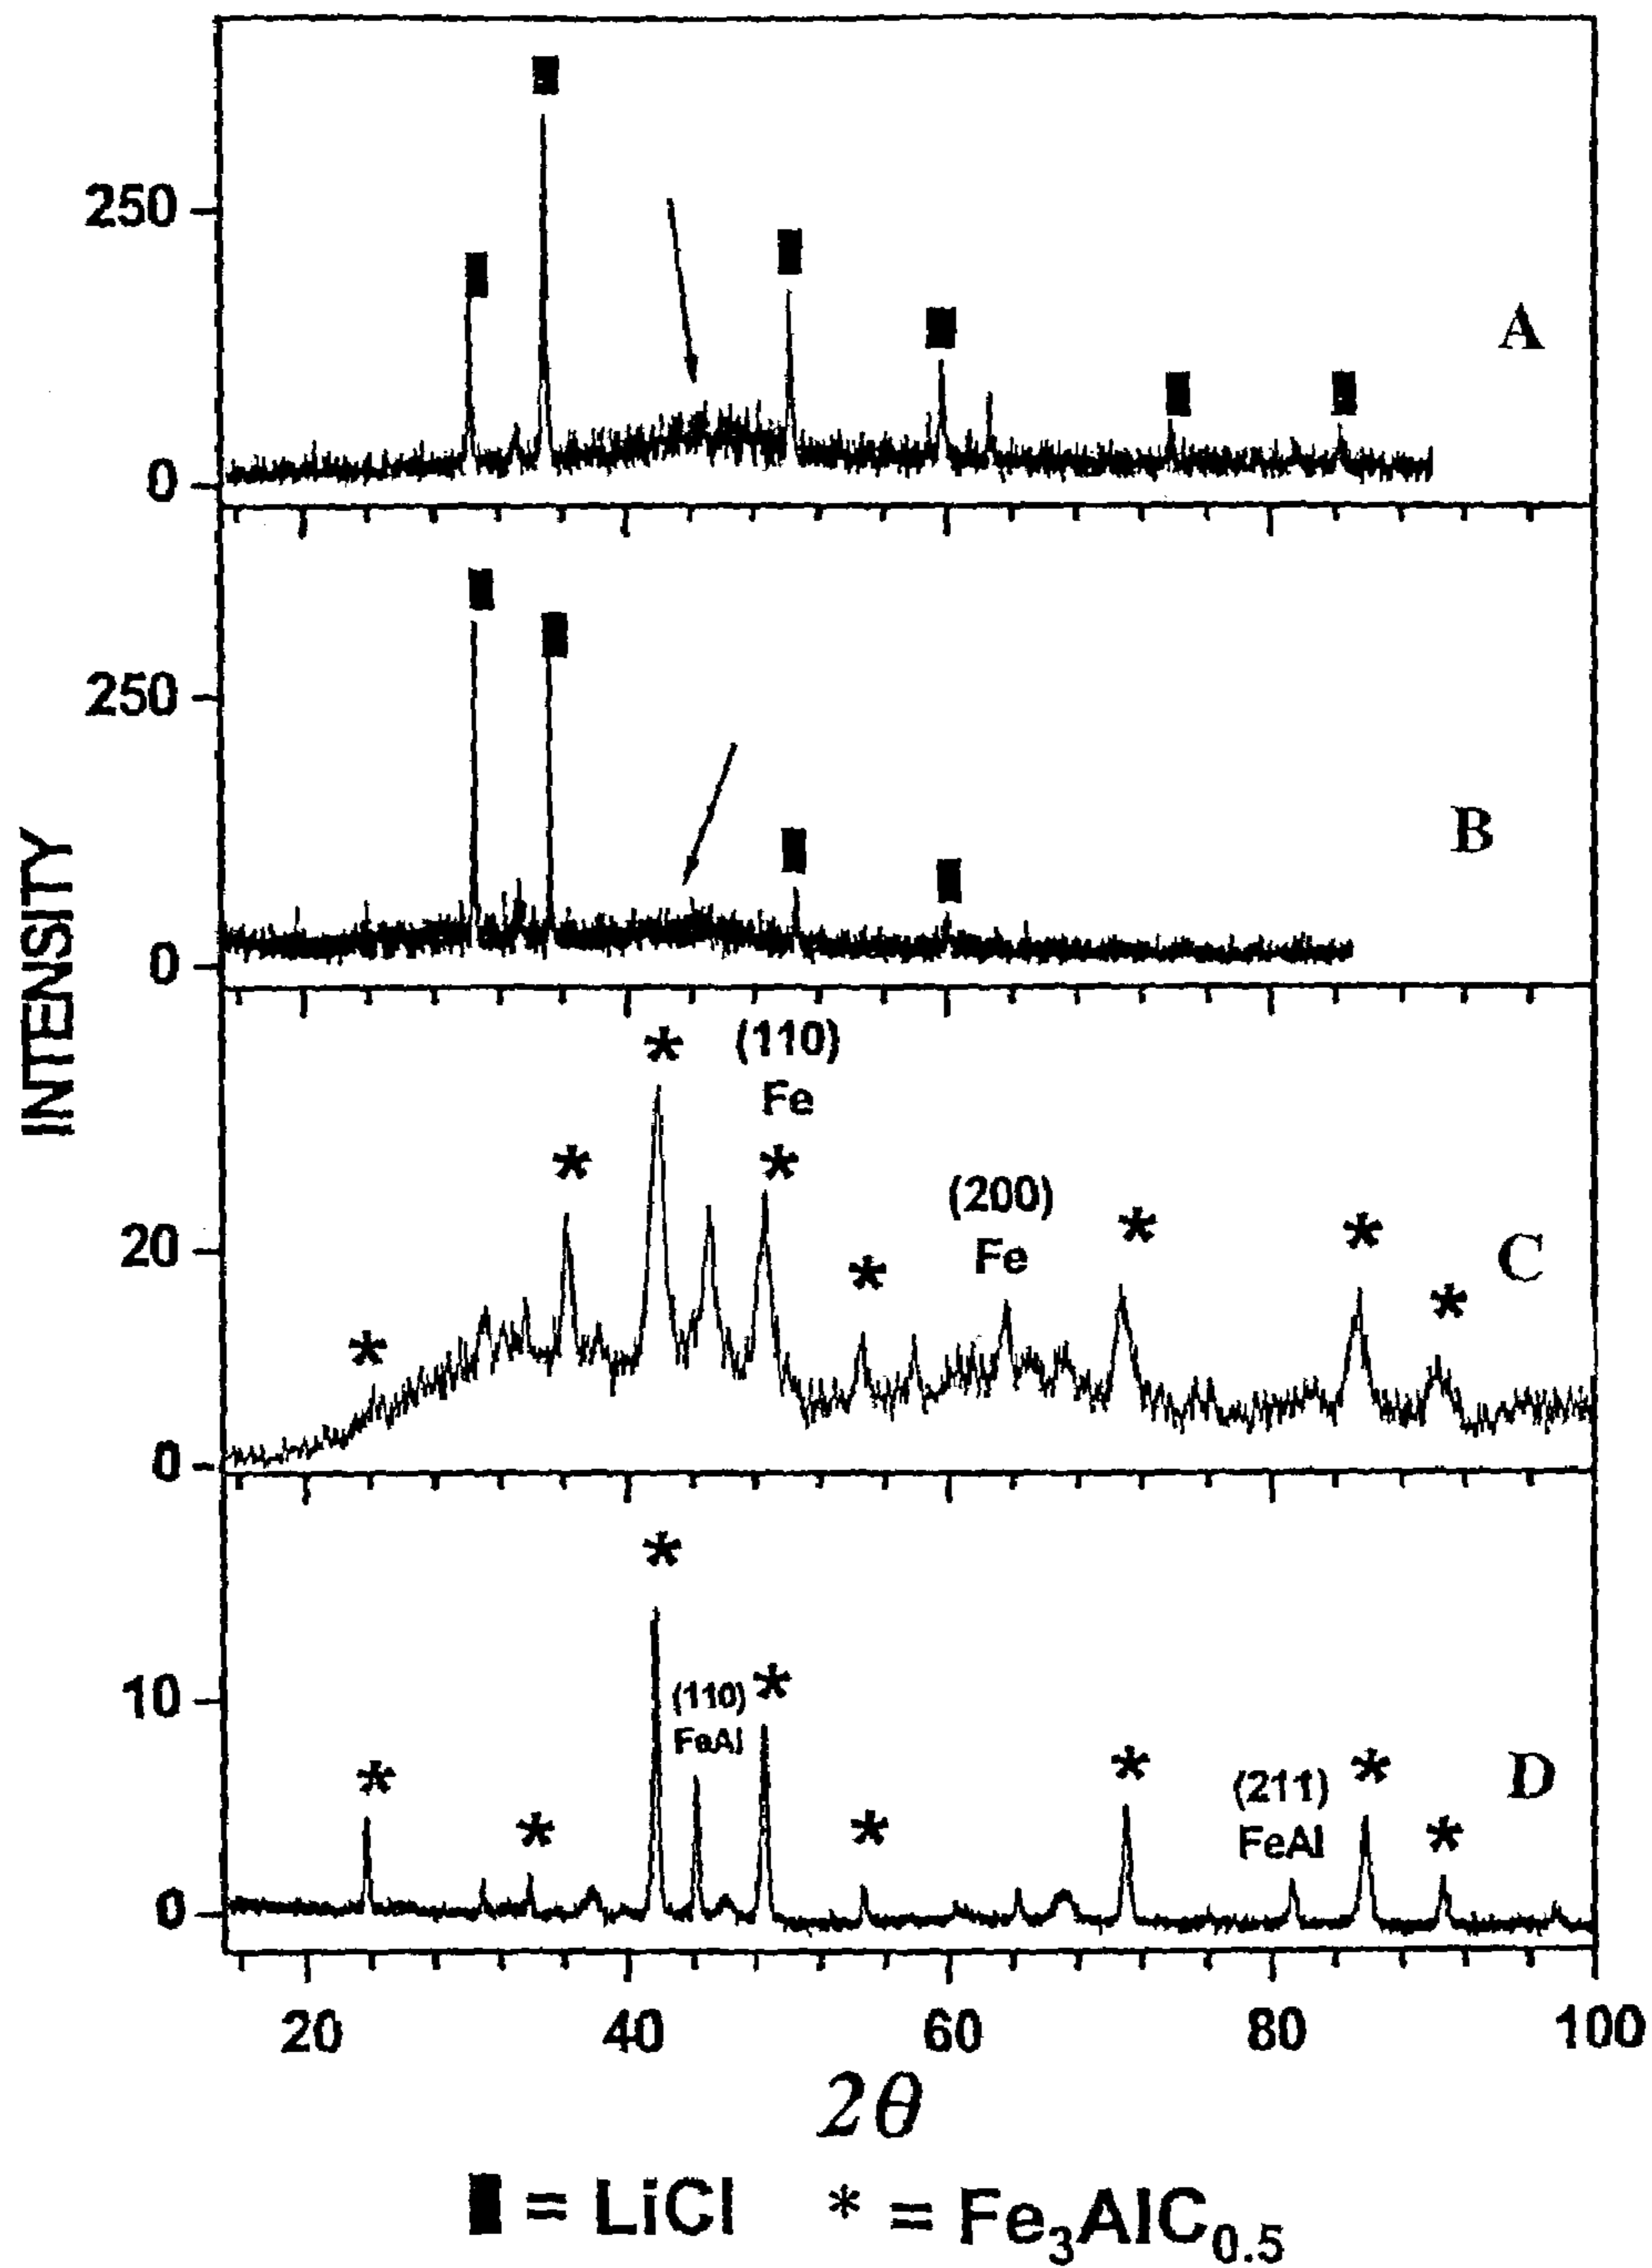 250
0
A
250
0
B
INTENSITY
(110)
Fe
(200)
Fe
20
0
C
(110)
FeAl
(211)
FeAl
10
0
D
20 40 60 80 100
2θ
■ = LiCl * = Fe₃AlC₀.₅